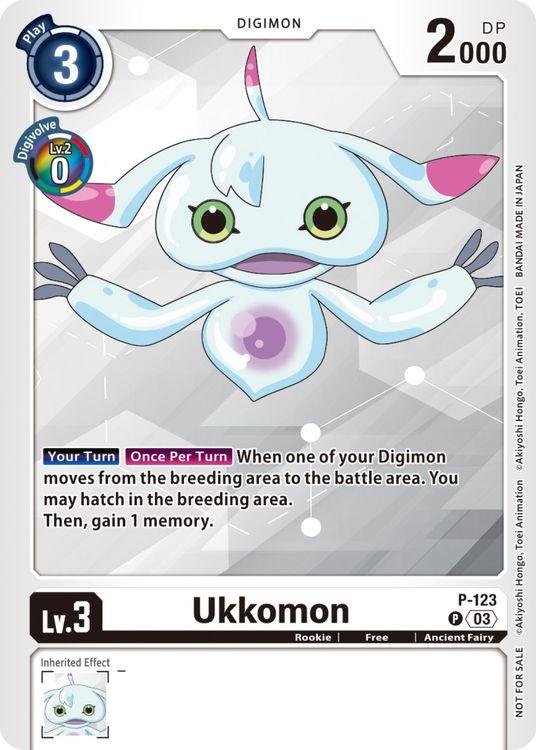 DIGIMON
Play
3
DP
2000
Digivolve
Lv.2
0
Your Turn Once Per Turn When one of your Digimon
moves from the breeding area to the battle area. You
may hatch in the breeding area.
Then, gain 1 memory.
Lv.3
Ukkomon
P-123
P 03
Rookie | Free | Ancient Fairy
Inherited Effect
–
NOT FOR SALE ©Akiyoshi Hongo, Toei Animation ©Akiyoshi Hongo, Toei Animation, TOEI BANDAI MADE IN JAPAN